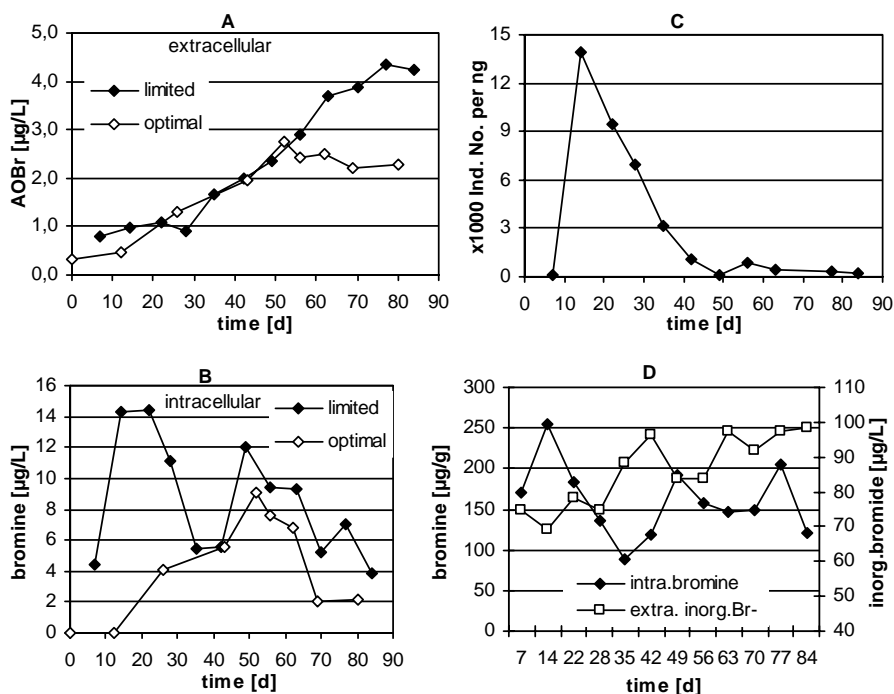 A
extracellular
limited
optimal
AOBr [µg/L]
5,0
4,0
3,0
2,0
1,0
0,0
0 10 20 30 40 50 60 70 80 90
time [d]
C
x1000 Ind. No. per ng
15
12
9
6
3
0
0 10 20 30 40 50 60 70 80 90
time [d]
B
intracellular
limited
optimal
bromine [µg/L]
16
14
12
10
8
6
4
2
0
0 10 20 30 40 50 60 70 80 90
time [d]
D
bromine [µg/g]
300
250
200
150
100
50
0
intra.bromine
extra. inorg.Br-
110
100
90
80
70
60
50
40
inorg.bromide [µg/L]
7 14 22 28 35 42 49 56 63 70 77 84
time [d]